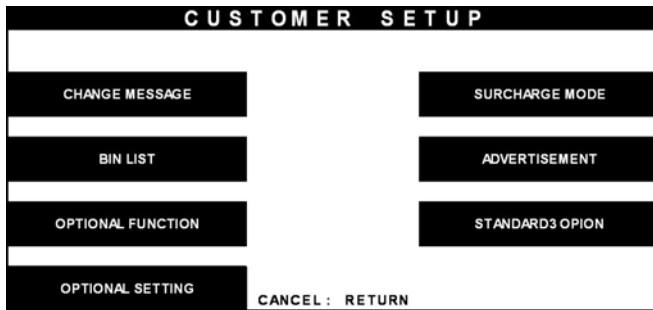 CUSTOMER SETUP
CHANGE MESSAGE
SURCHARGE MODE
BIN LIST
ADVERTISEMENT
OPTIONAL FUNCTION
STANDARD3 OPION
OPTIONAL SETTING
CANCEL : RETURN